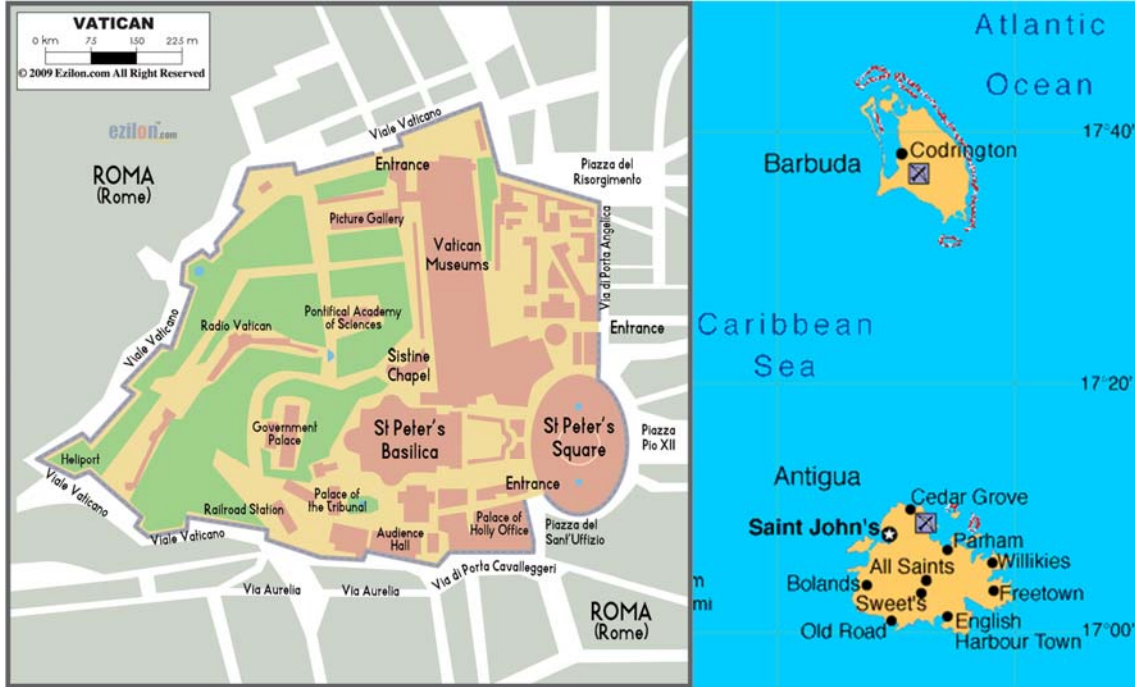 VATICAN
0 km 75 150 225 m
© 2009 Ezilon.com All Right Reserved
ezilon.com
ROMA
(Rome)
Viale Vaticano
Entrance
Piazza del
Risorgimento
Picture Gallery
Vatican
Museums
Via di Porta Angelica
Viale Vaticano
Radio Vatican
Pontifical Academy
of Sciences
Entrance
Sistine
Chapel
Government
Palace
St Peter's
Basilica
St Peter's
Square
Piazza
Pio XII
Heliport
Viale Vaticano
Railroad Station
Palace of
the Tribunal
Entrance
Viale Vaticano
Audience
Hall
Palace of
Holly Office
Piazza del
Sant'Uffizio
Via Aurelia
Via Aurelia
Via di Porta Cavalleggeri
ROMA
(Rome)
Atlantic
Ocean
17°40'
Codrington
Barbuda
Caribbean
Sea
17°20'
Antigua
Cedar Grove
Saint John's
Parham
All Saints
Willikies
Bolands
Sweet's
Freetown
Old Road
English
Harbour Town
17°00'
m
mi